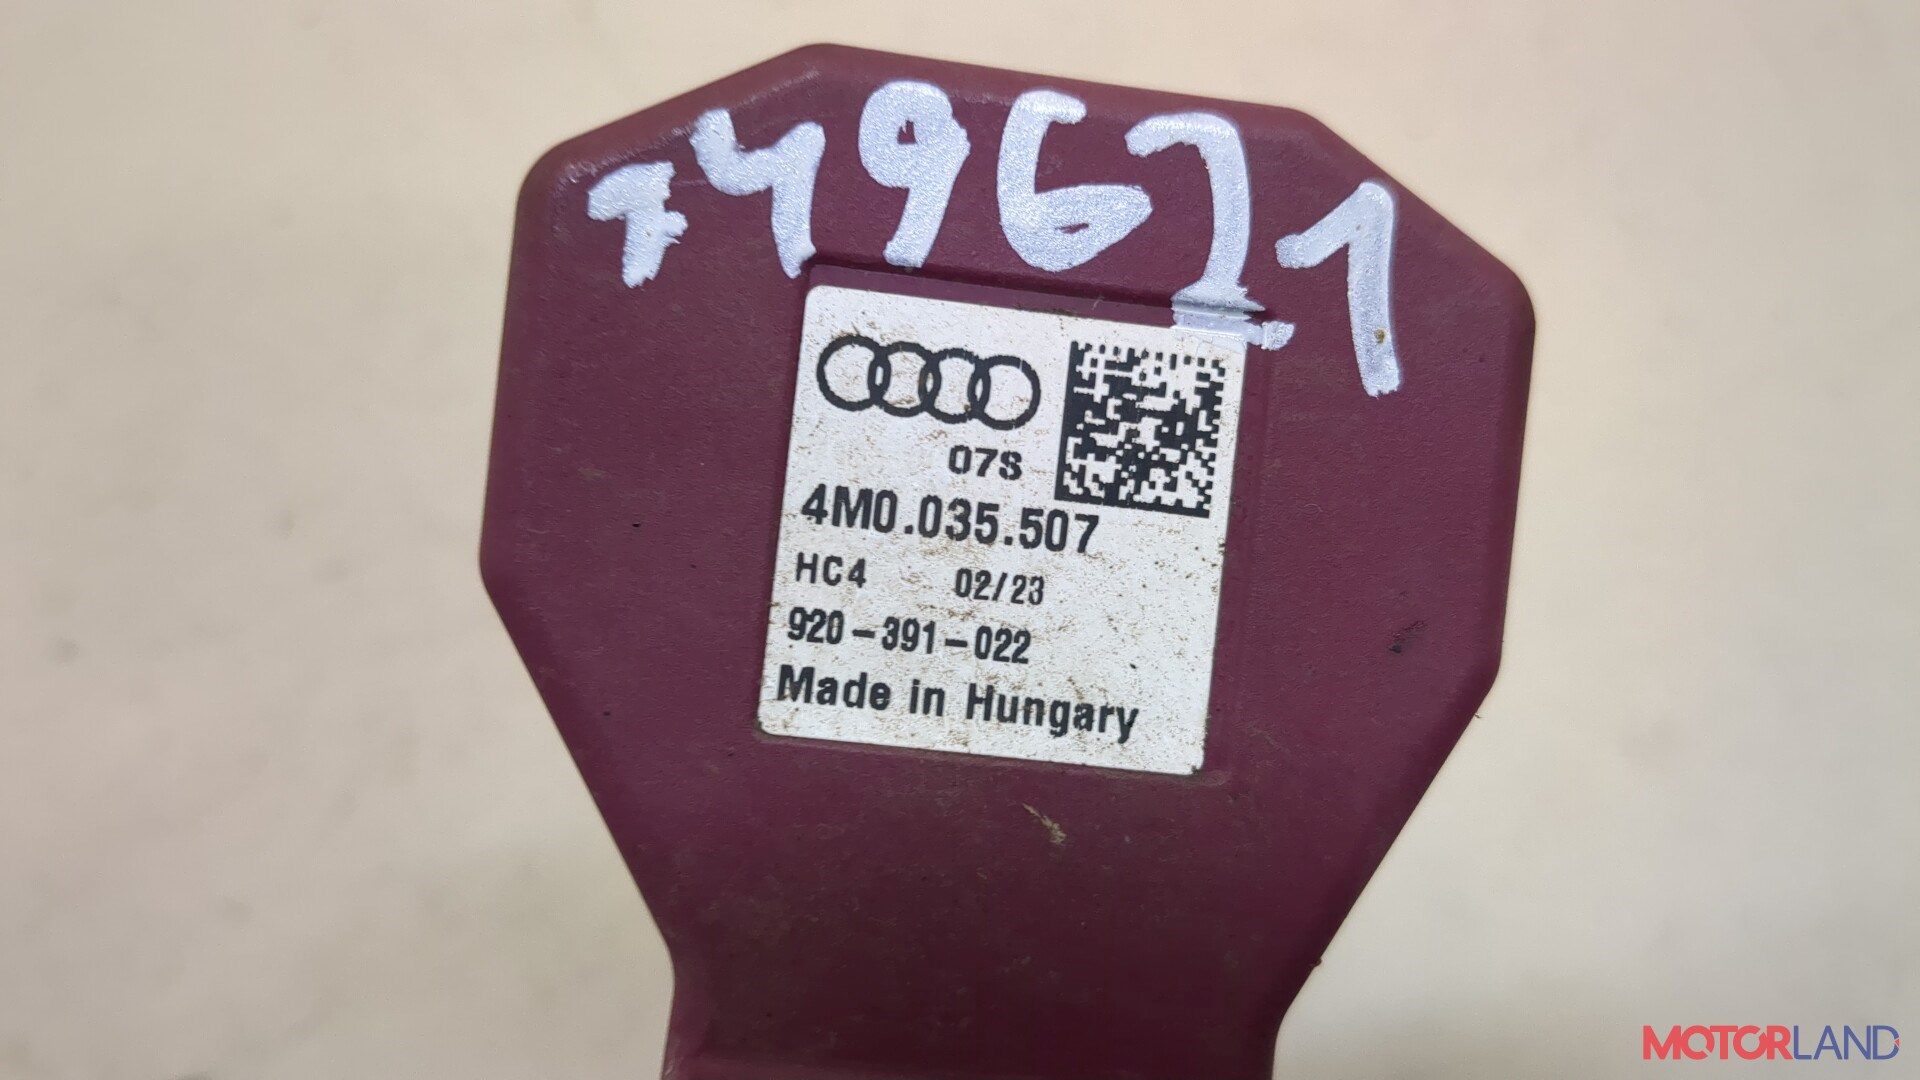 749621
07S
4M0.035.507
HC4 02/23
920-391-022
Made in Hungary
MOTORLAND